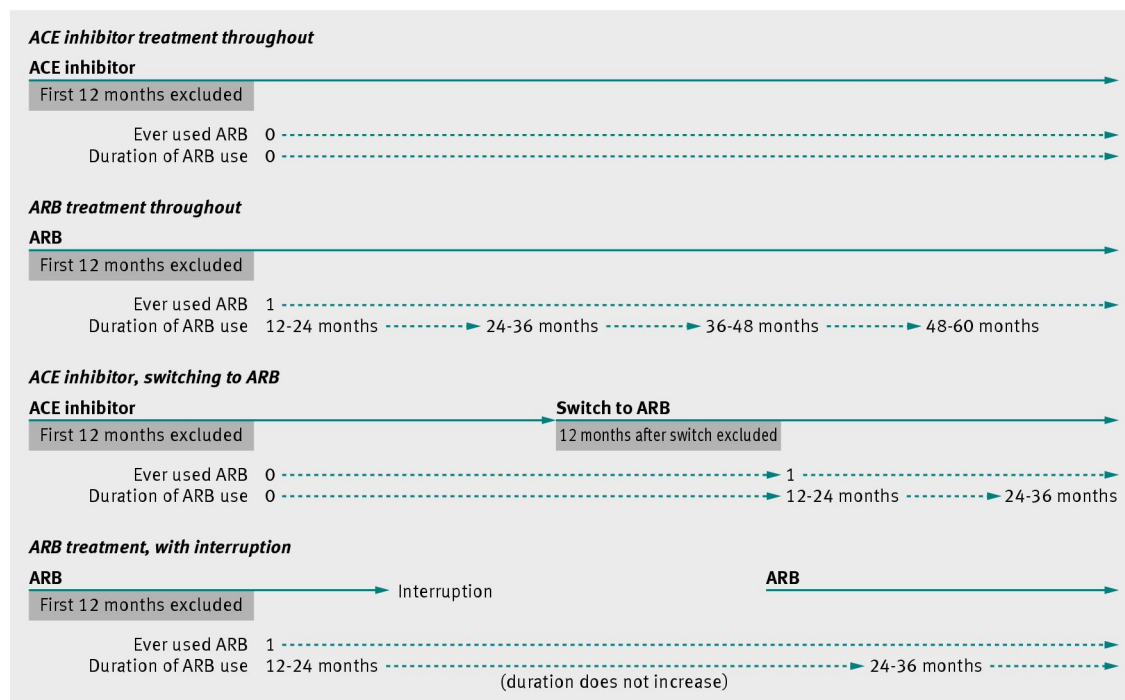 ACE inhibitor treatment throughout
ACE inhibitor
First 12 months excluded
Ever used ARB 0
Duration of ARB use 0
ARB treatment throughout
ARB
First 12 months excluded
Ever used ARB 1
Duration of ARB use 12-24 months 24-36 months 36-48 months 48-60 months
ACE inhibitor, switching to ARB
ACE inhibitor Switch to ARB
First 12 months excluded 12 months after switch excluded
Ever used ARB 0 1
Duration of ARB use 0 12-24 months 24-36 months
ARB treatment, with interruption
ARB ARB
Interruption
First 12 months excluded
Ever used ARB 1
Duration of ARB use 12-24 months 24-36 months
(duration does not increase)